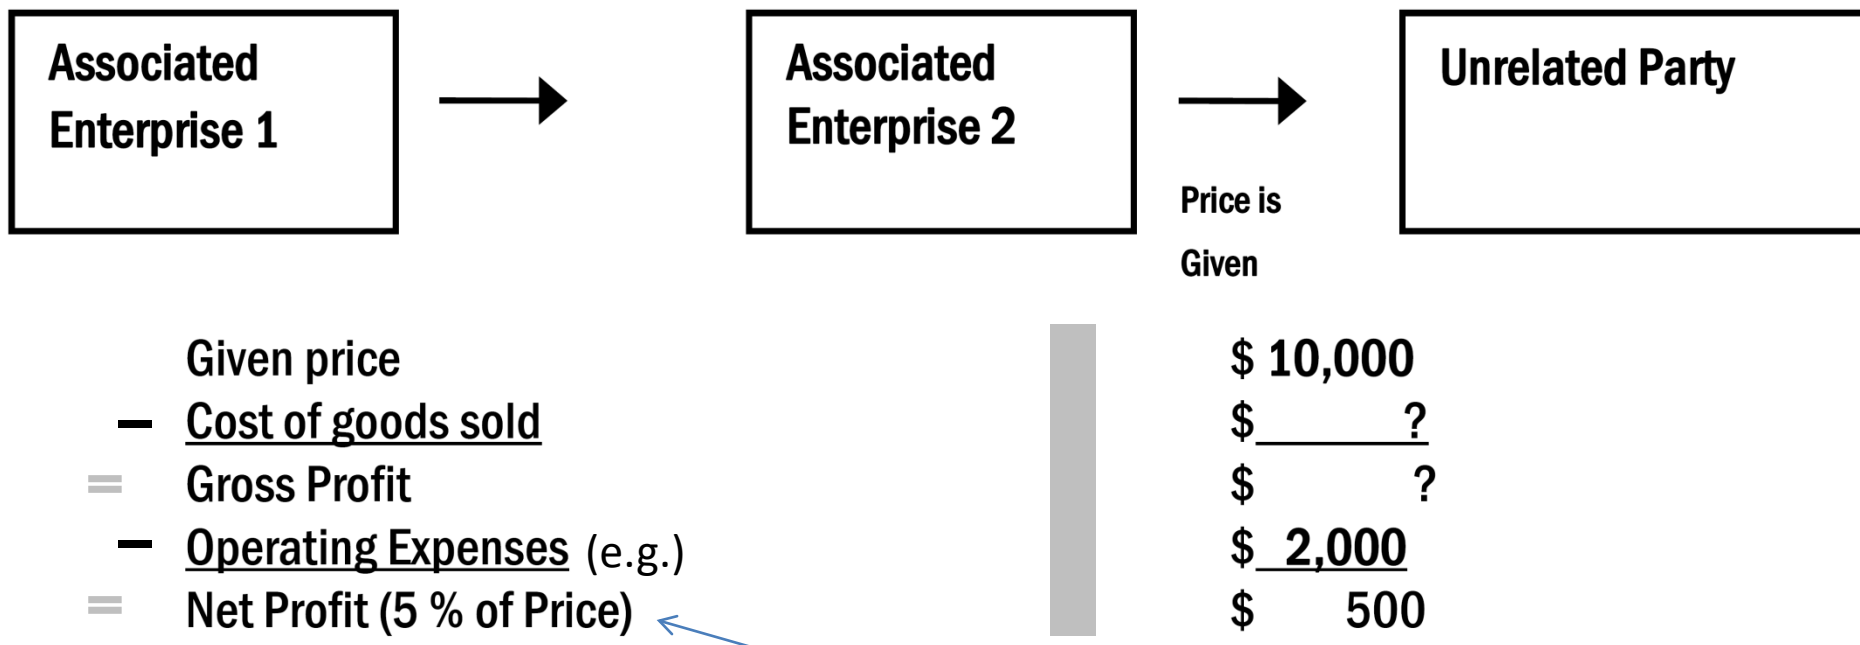 Associated
Enterprise 1
Associated
Enterprise 2
Unrelated Party
Price is
Given
Given price $ 10,000
– Cost of goods sold $ ?
= Gross Profit $ ?
– Operating Expenses (e.g.) $ 2,000
= Net Profit (5 % of Price) $ 500